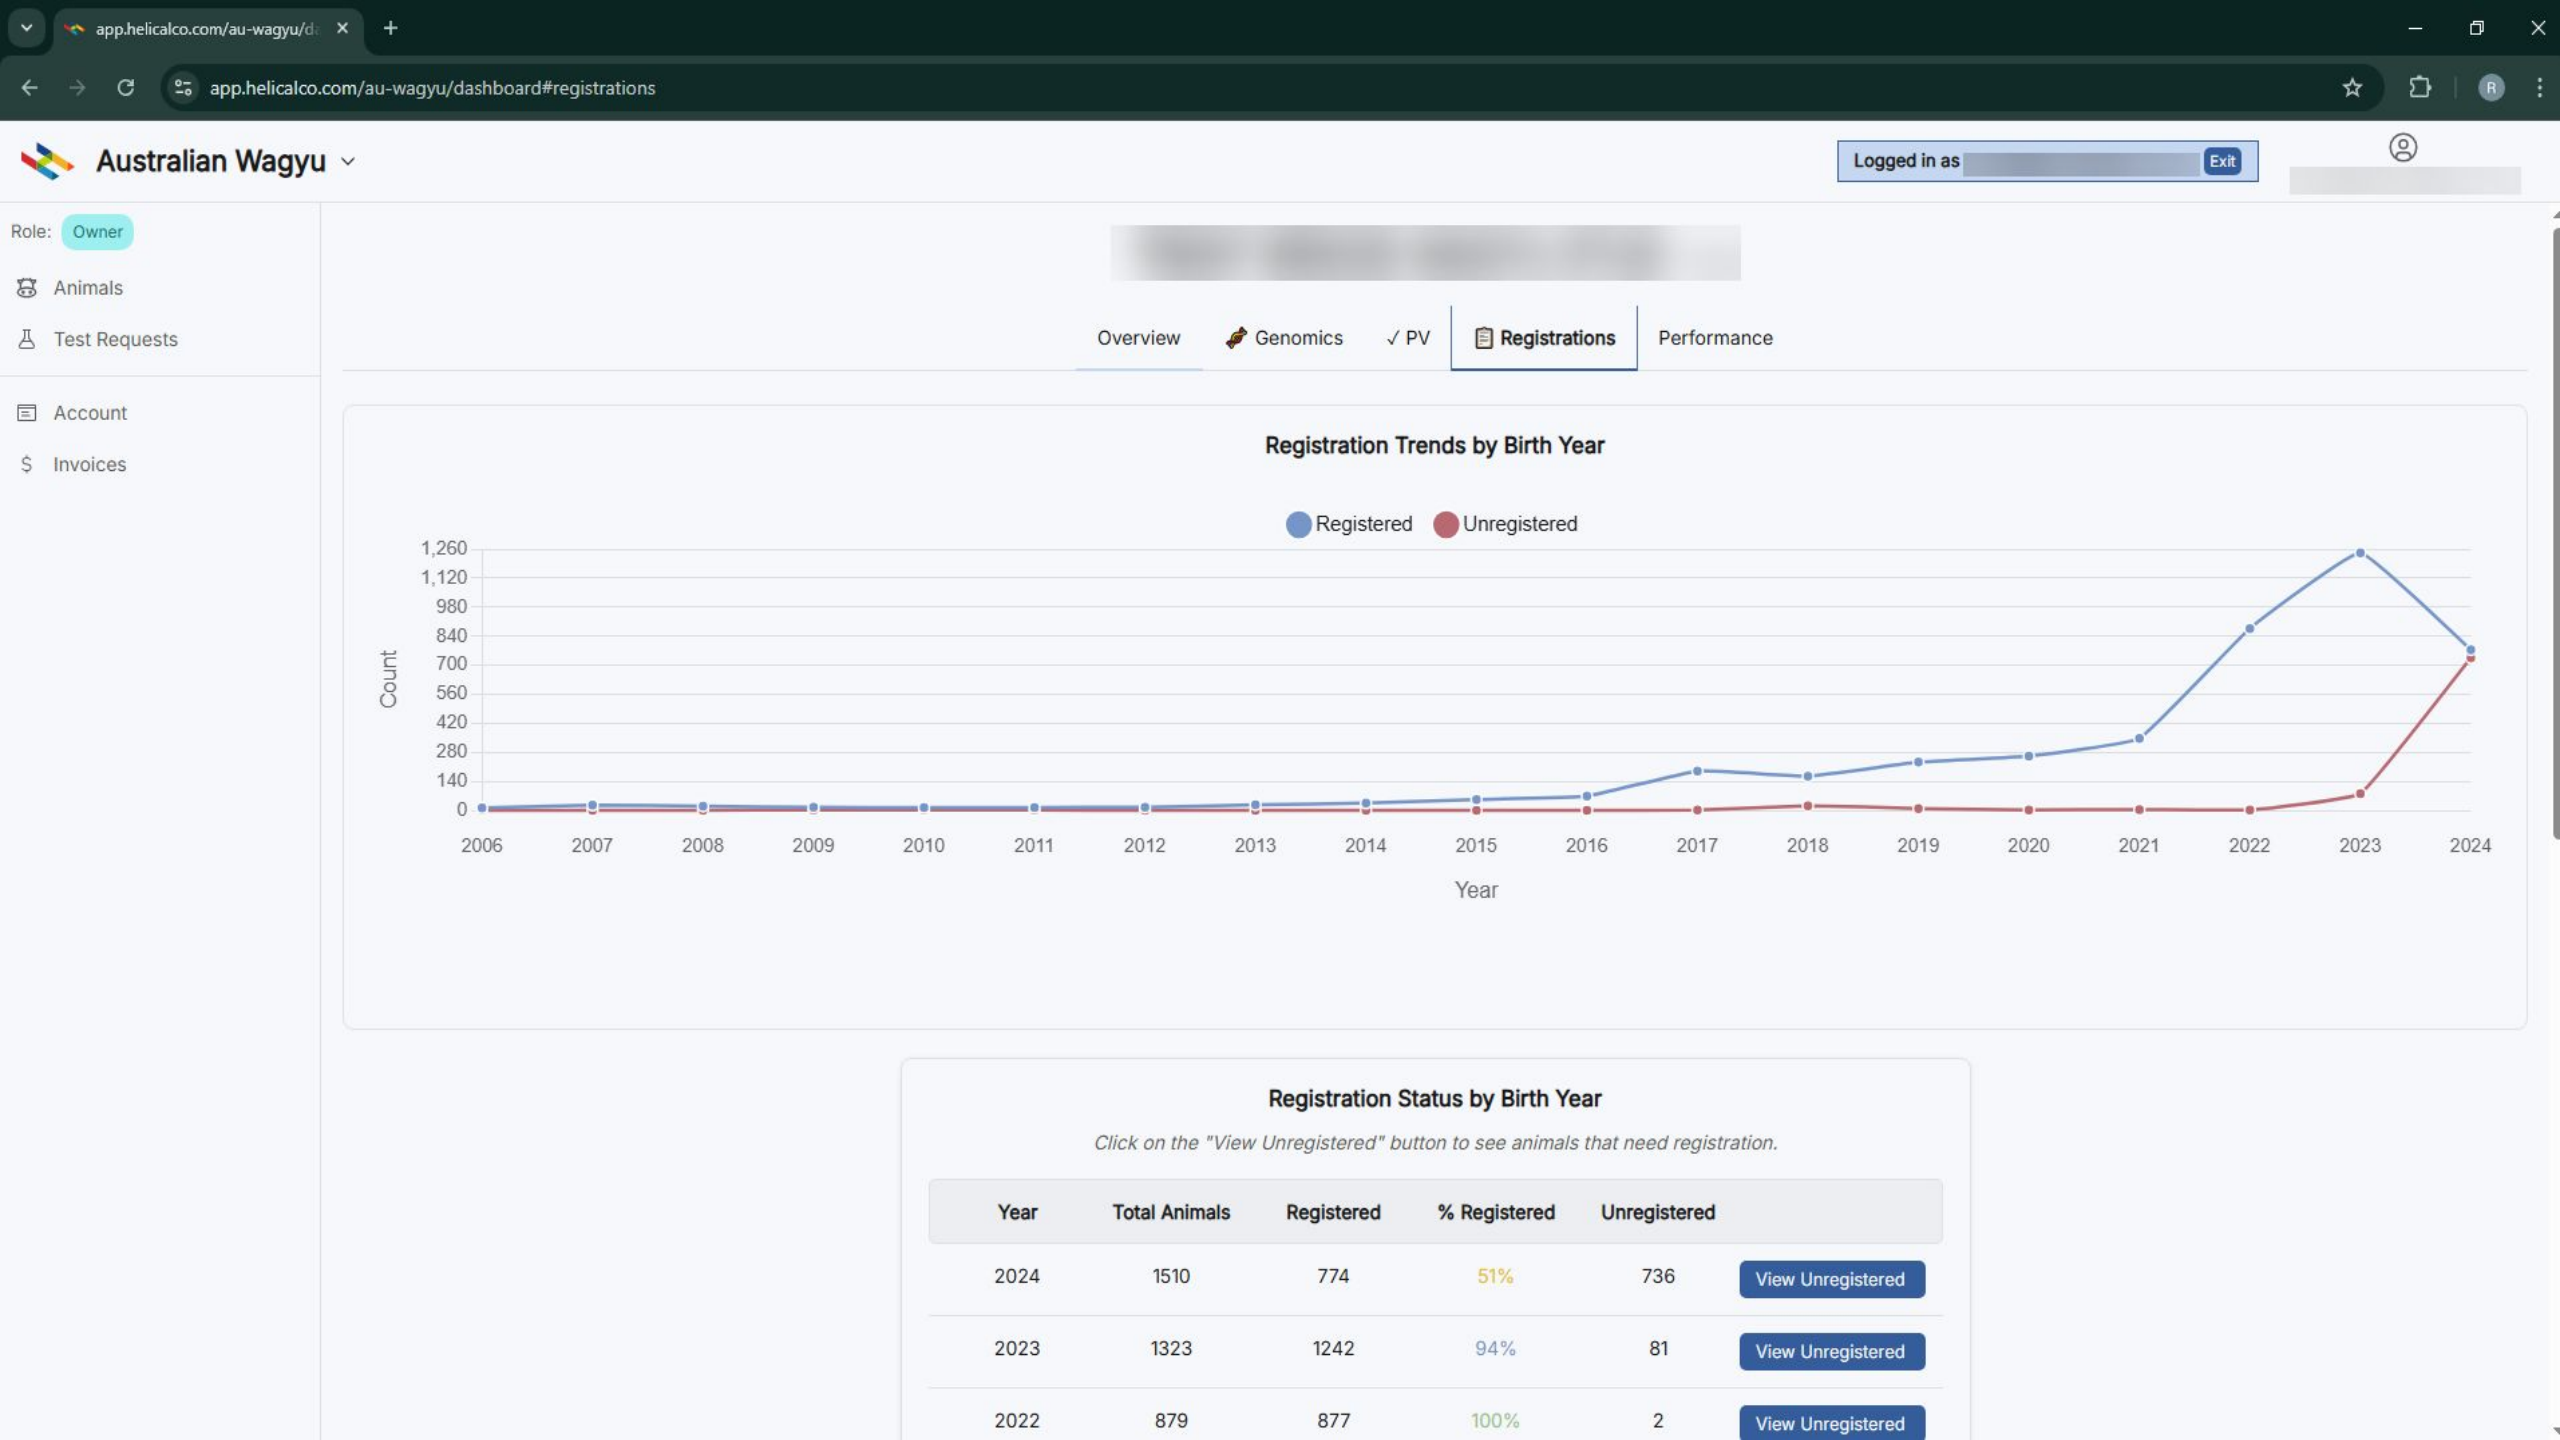 app.helicalco.com/au-wagyu/da
app.helicalco.com/au-wagyu/dashboard#registrations
R
Australian Wagyu
Logged in as
Exit
Role: Owner
Animals
Test Requests
Account
$ Invoices
Overview
Genomics
✓ PV
Registrations
Performance
Registration Trends by Birth Year
Registered Unregistered
1,260
1,120
980
840
700
560
420
280
140
0
Count
2006 2007 2008 2009 2010 2011 2012 2013 2014 2015 2016 2017 2018 2019 2020 2021 2022 2023 2024
Year
Registration Status by Birth Year
Click on the "View Unregistered" button to see animals that need registration.
Year Total Animals Registered % Registered Unregistered
2024 1510 774 51% 736 View Unregistered
2023 1323 1242 94% 81 View Unregistered
2022 879 877 100% 2 View Unregistered